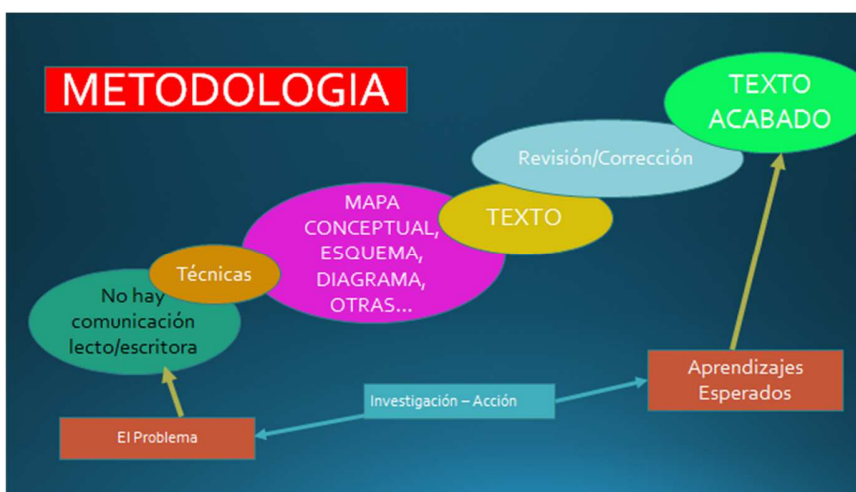 METODOLOGIA
TEXTO
ACABADO
Revisión/Corrección
MAPA
CONCEPTUAL,
ESQUEMA,
DIAGRAMA,
OTRAS...
TEXTO
Técnicas
No hay
comunicación
lecto/escritora
Aprendizajes
Esperados
Investigación – Acción
El Problema